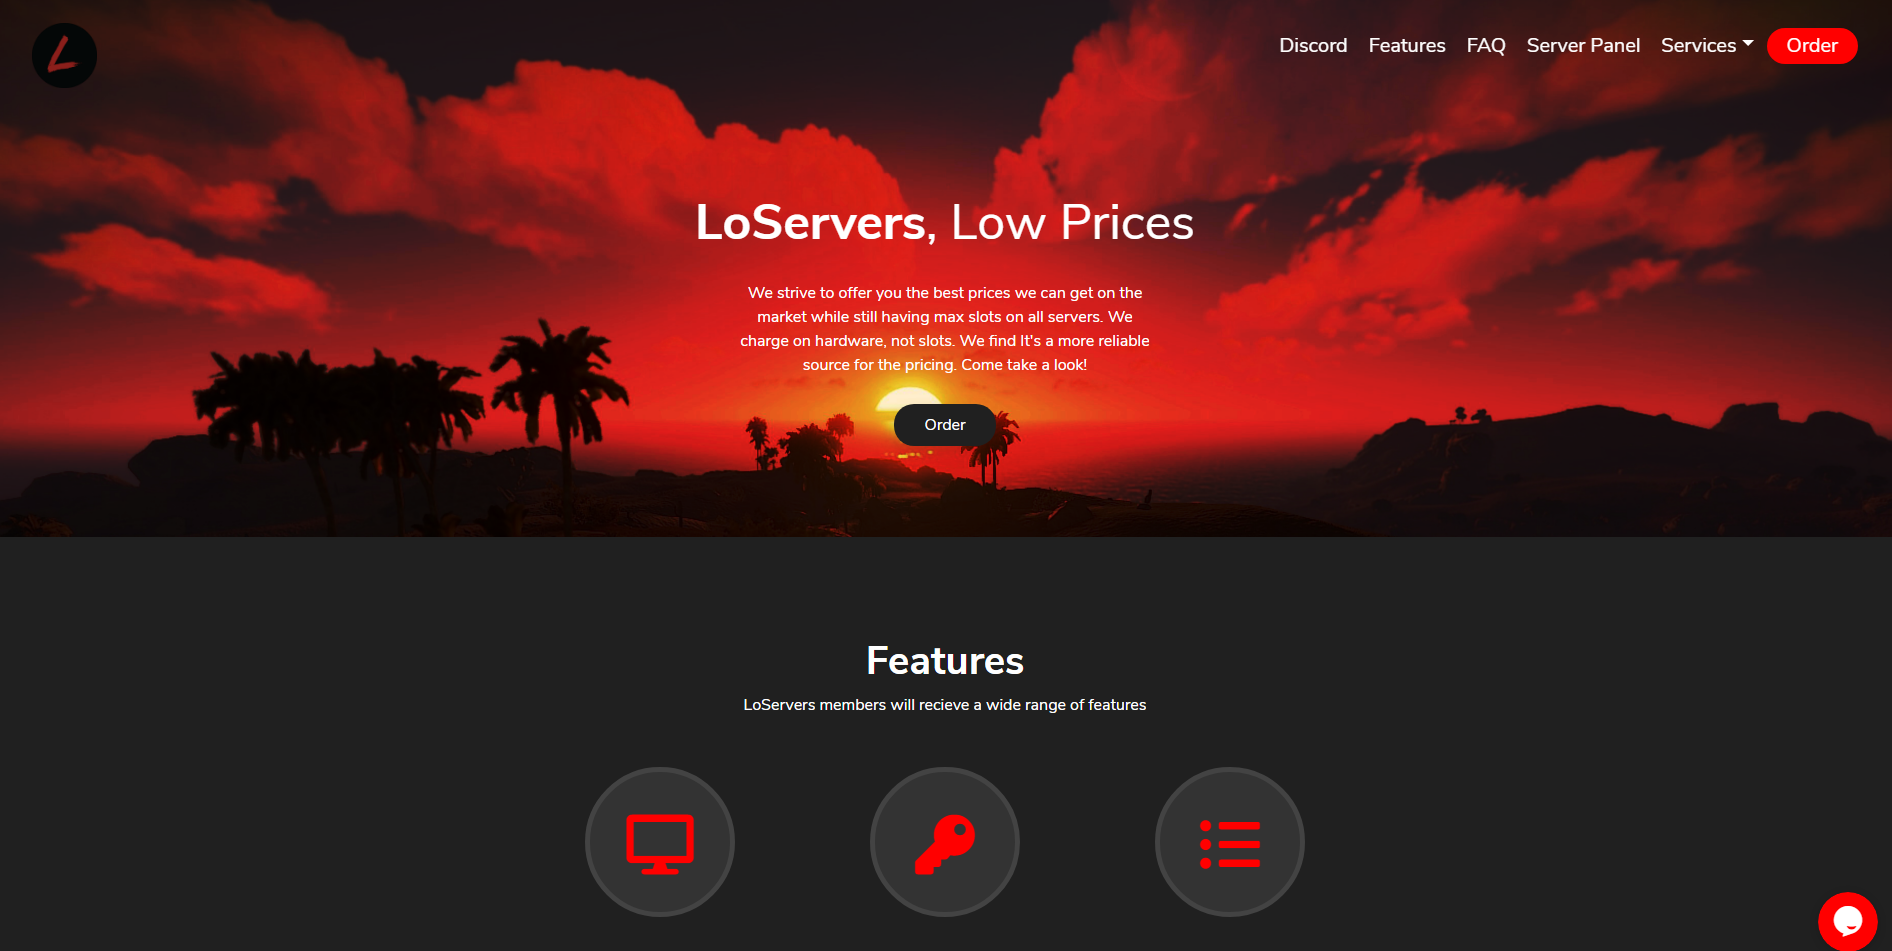 Discord Features FAQ Server Panel Services Order
LoServers, Low Prices
We strive to offer you the best prices we can get on the
market while still having max slots on all servers. We
charge on hardware, not slots. We find It's a more reliable
source for the pricing. Come take a look!
Order
Features
LoServers members will recieve a wide range of features